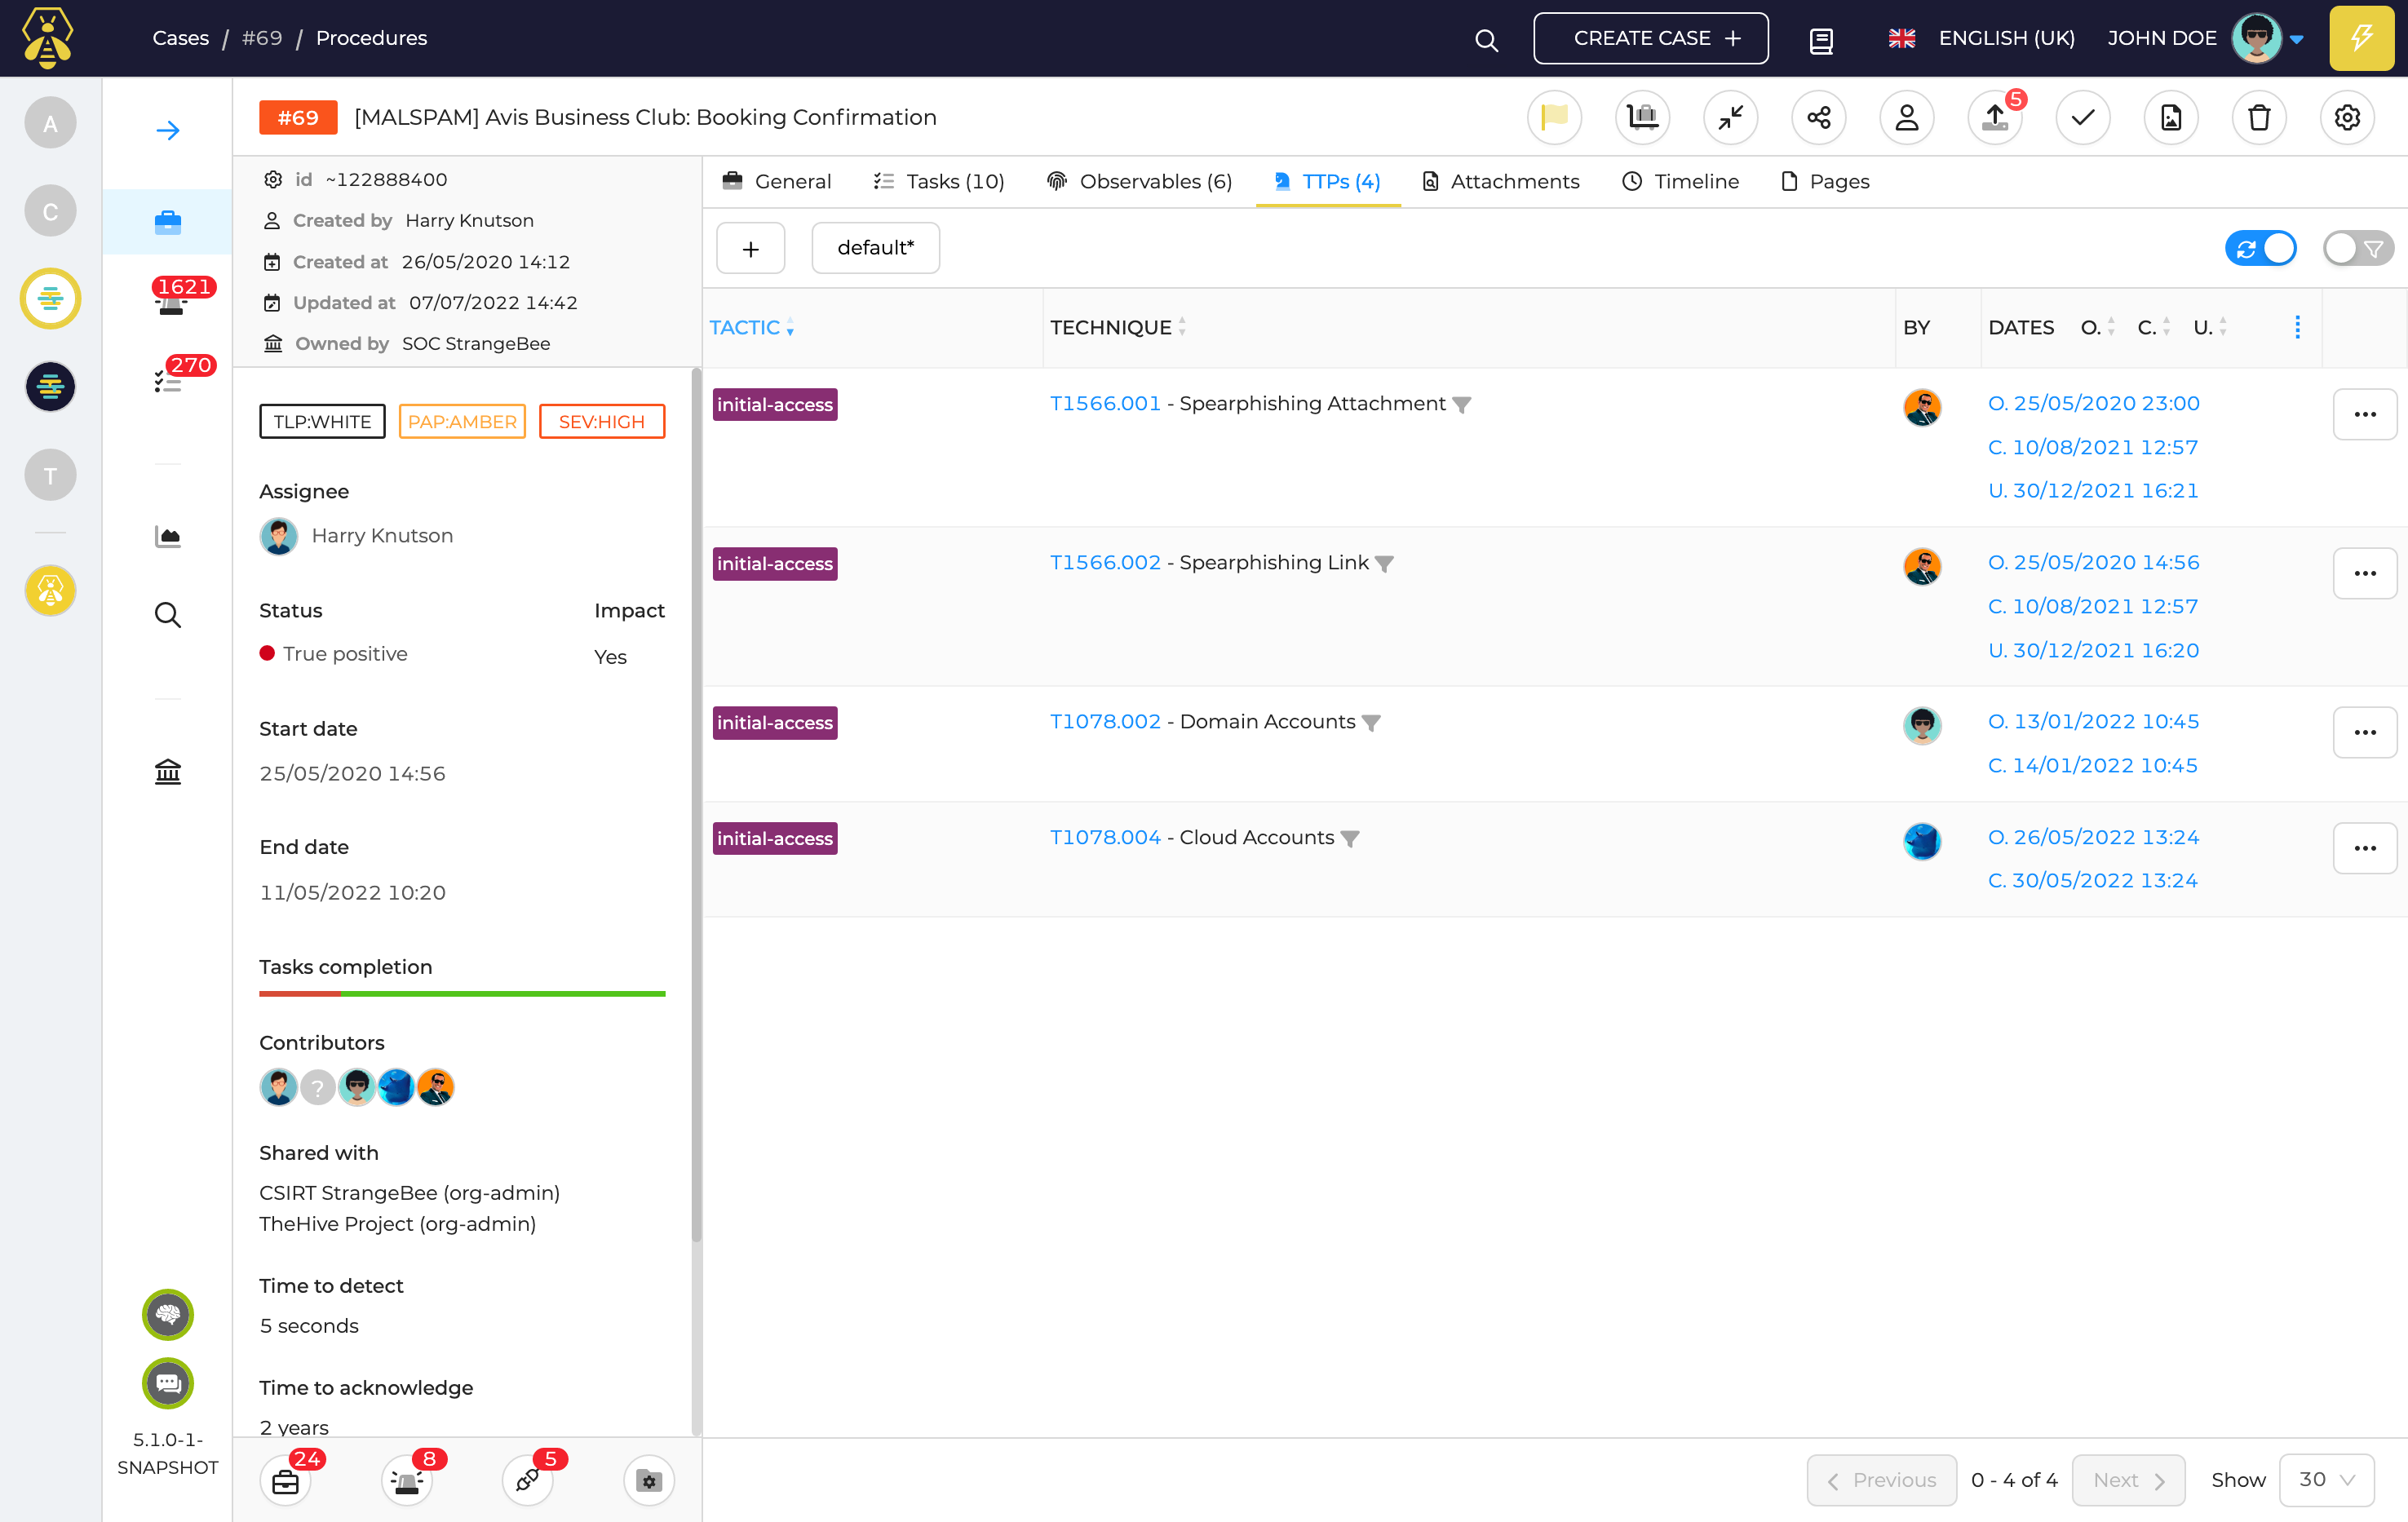 Cases / #69 / Procedures
CREATE CASE +
ENGLISH (UK)
JOHN DOE
A
C
T
1621
270
5.1.0-1-
SNAPSHOT
#69 [MALSPAM] Avis Business Club: Booking Confirmation
5
id ~122888400
Created by Harry Knutson
Created at 26/05/2020 14:12
Updated at 07/07/2022 14:42
Owned by SOC StrangeBee
TLP:WHITE PAP:AMBER SEV:HIGH
Assignee
Harry Knutson
Status Impact
True positive Yes
Start date
25/05/2020 14:56
End date
11/05/2022 10:20
Tasks completion
Contributors
?
Shared with
CSIRT StrangeBee (org-admin)
TheHive Project (org-admin)
Time to detect
5 seconds
Time to acknowledge
2 years
24 8 5
General Tasks (10) Observables (6) TTPs (4) Attachments Timeline Pages
+ default*
TACTIC TECHNIQUE BY DATES O. C. U.
initial-access T1566.001 - Spearphishing Attachment O. 25/05/2020 23:00
C. 10/08/2021 12:57
U. 30/12/2021 16:21
initial-access T1566.002 - Spearphishing Link O. 25/05/2020 14:56
C. 10/08/2021 12:57
U. 30/12/2021 16:20
initial-access T1078.002 - Domain Accounts O. 13/01/2022 10:45
C. 14/01/2022 10:45
initial-access T1078.004 - Cloud Accounts O. 26/05/2022 13:24
C. 30/05/2022 13:24
Previous 0 - 4 of 4 Next Show 30